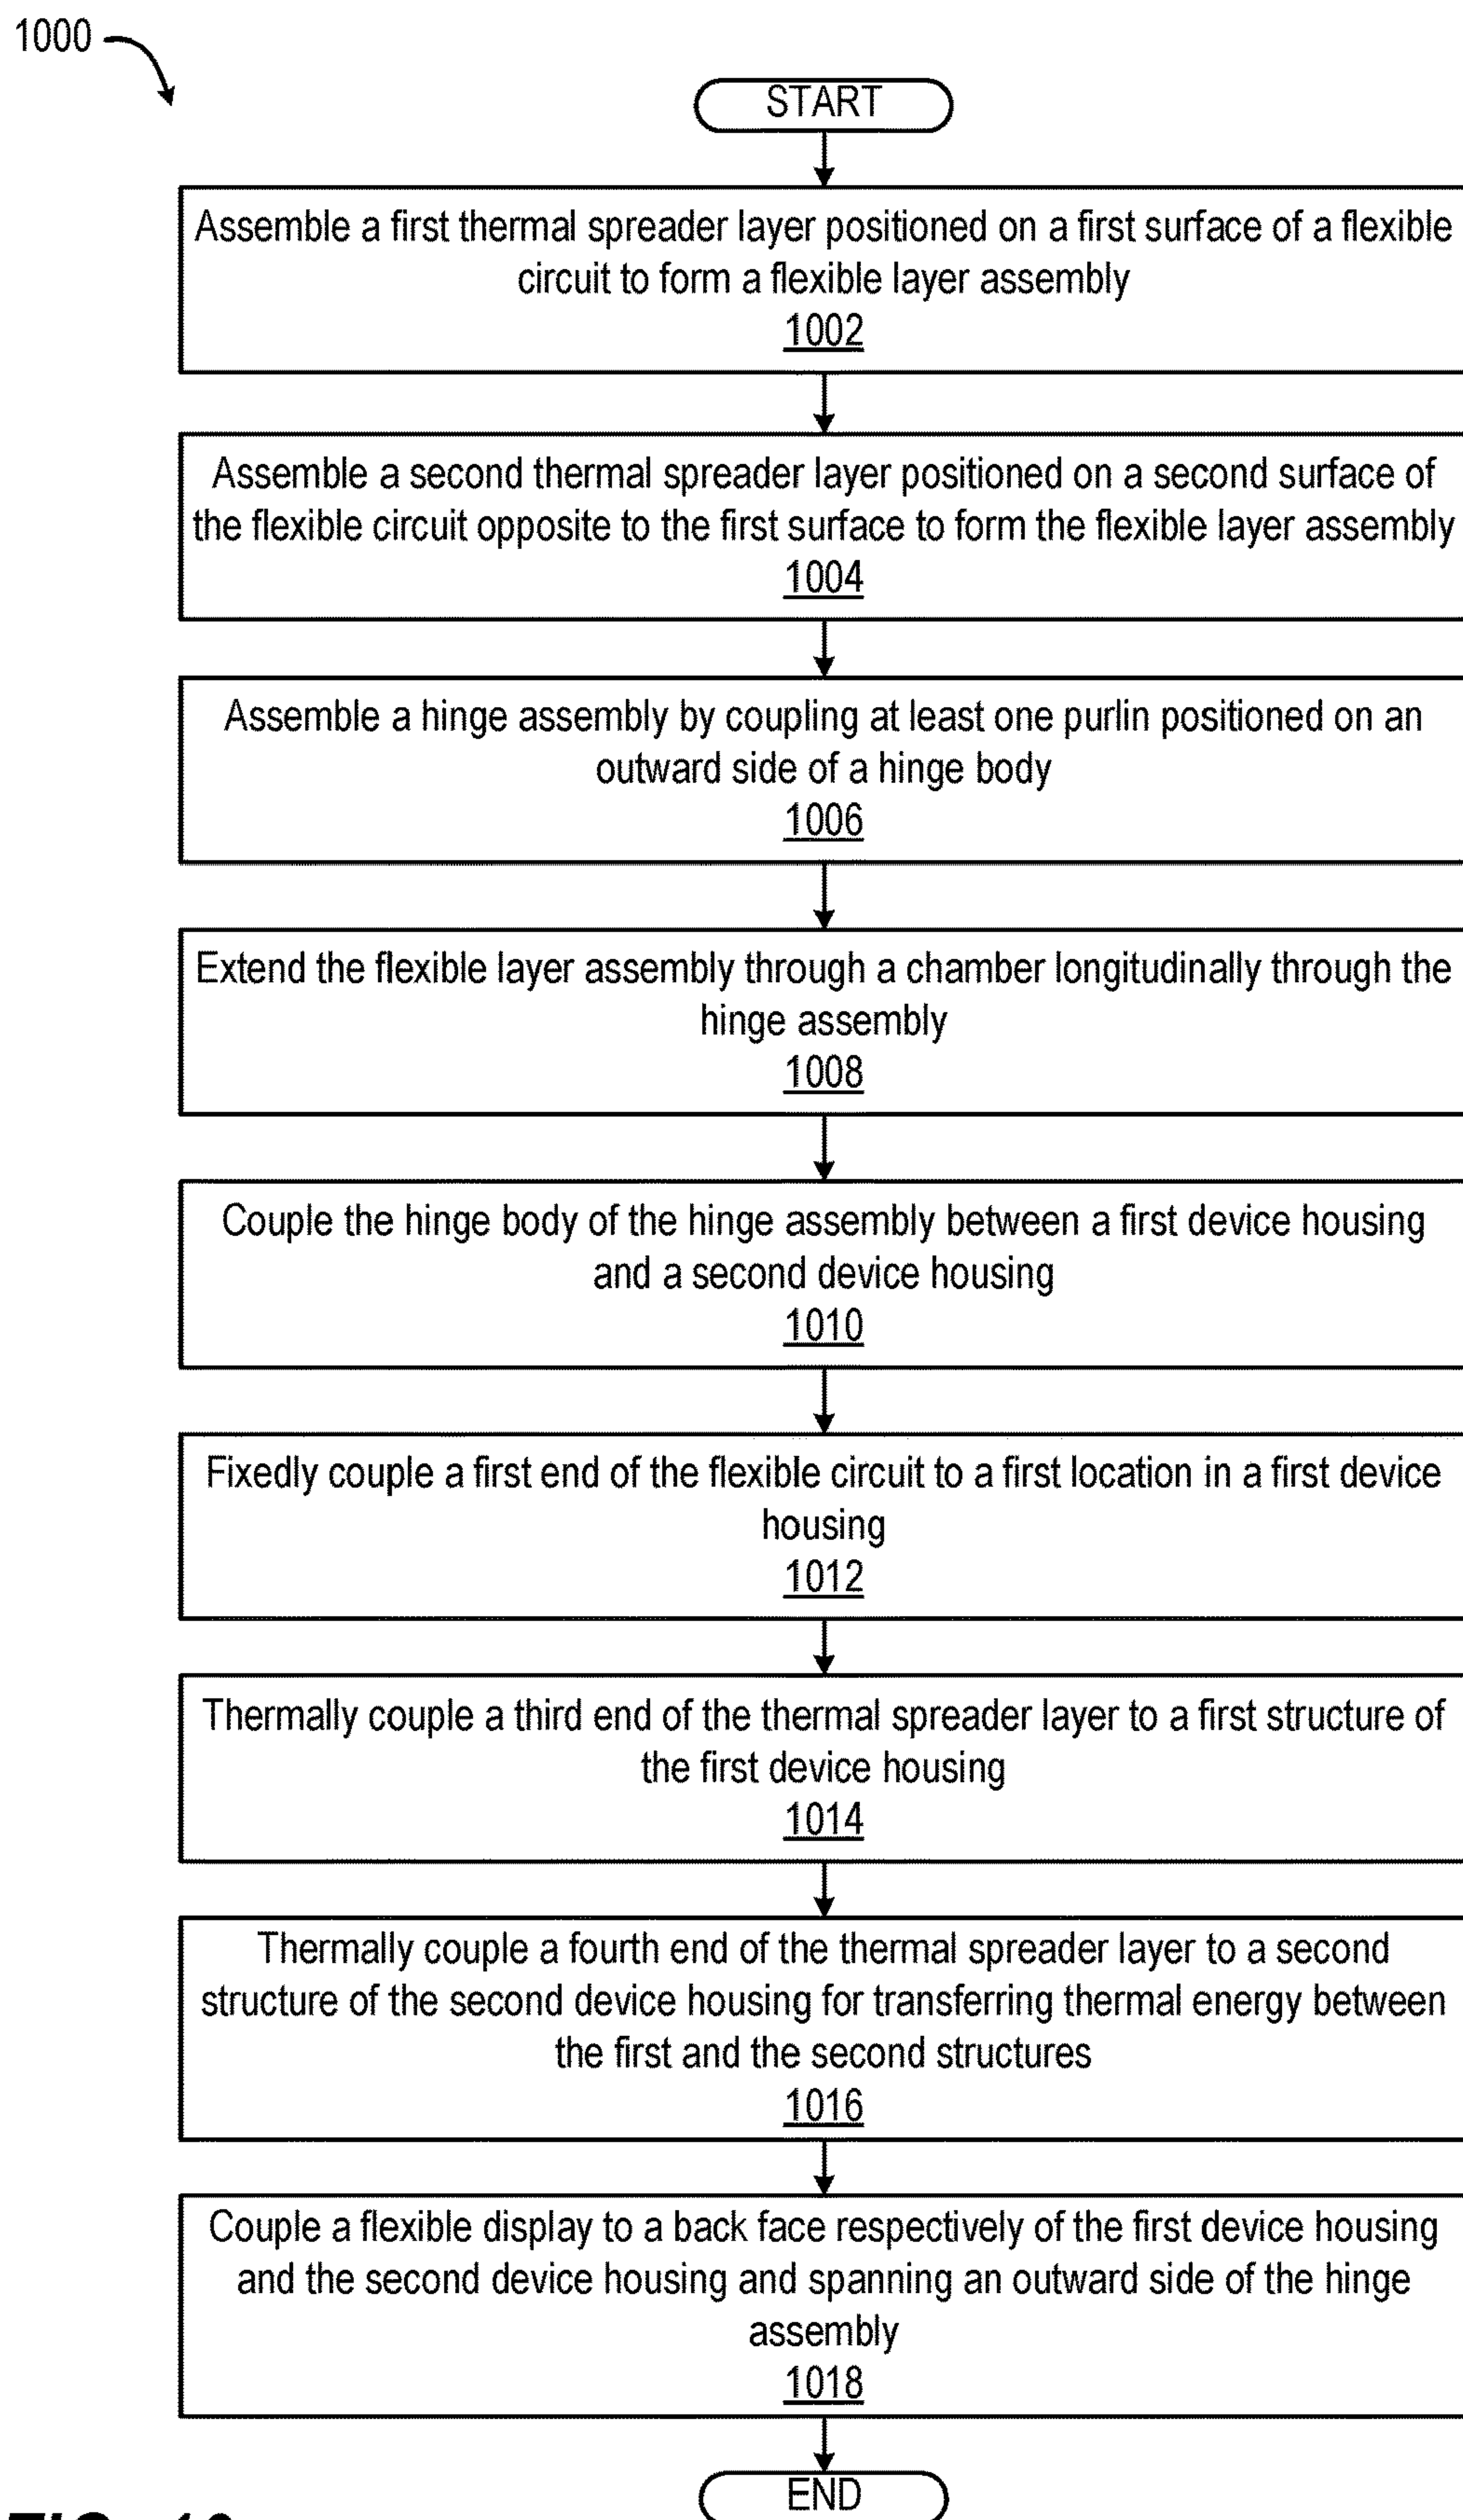 1000
START
Assemble a first thermal spreader layer positioned on a first surface of a flexible
circuit to form a flexible layer assembly
1002
Assemble a second thermal spreader layer positioned on a second surface of
the flexible circuit opposite to the first surface to form the flexible layer assembly
1004
Assemble a hinge assembly by coupling at least one purlin positioned on an
outward side of a hinge body
1006
Extend the flexible layer assembly through a chamber longitudinally through the
hinge assembly
1008
Couple the hinge body of the hinge assembly between a first device housing
and a second device housing
1010
Fixedly couple a first end of the flexible circuit to a first location in a first device
housing
1012
Thermally couple a third end of the thermal spreader layer to a first structure of
the first device housing
1014
Thermally couple a fourth end of the thermal spreader layer to a second
structure of the second device housing for transferring thermal energy between
the first and the second structures
1016
Couple a flexible display to a back face respectively of the first device housing
and the second device housing and spanning an outward side of the hinge
assembly
1018
END